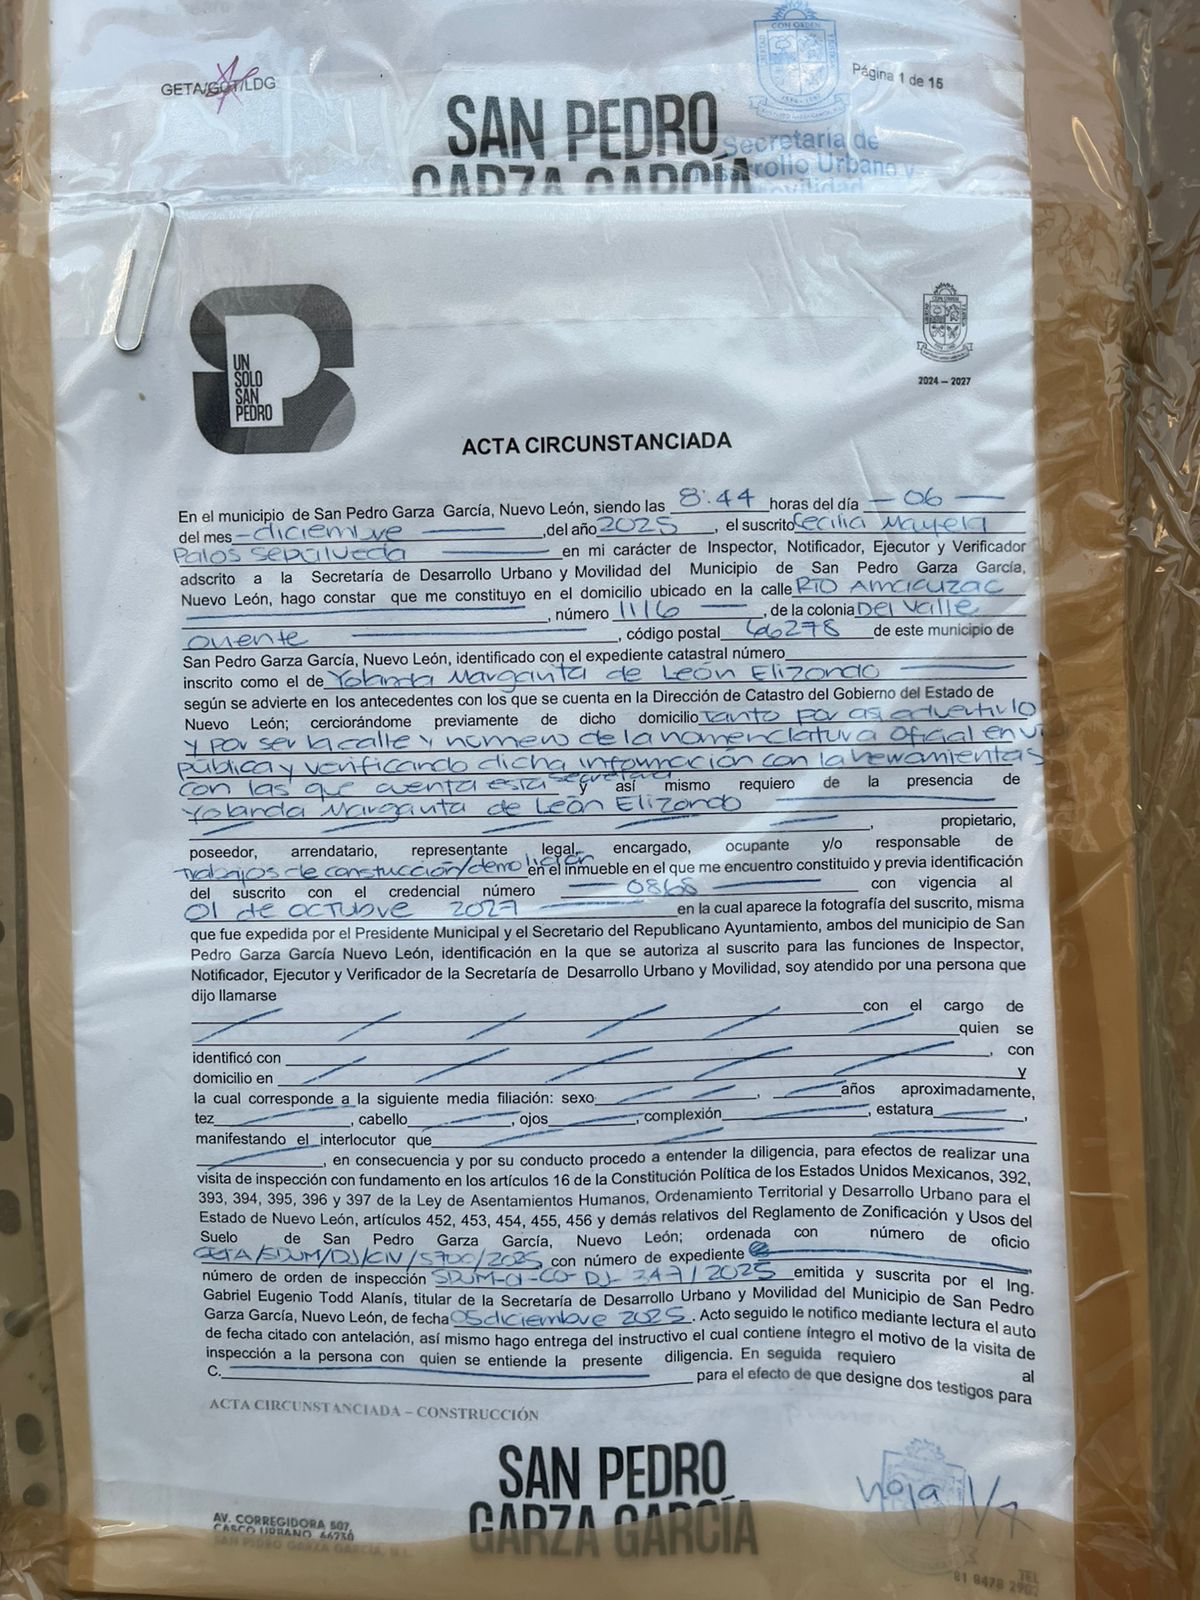 GETA/GOT/LDG
Página 1 de 15
CON ORDEN
SAN PEDRO
GARZA GARCÍA
Secretaría de
Desarrollo Urbano y
Movilidad
UN
SOLO
SAN
PEDRO
2024 – 2027
ACTA CIRCUNSTANCIADA
En el municipio de San Pedro Garza García, Nuevo León, siendo las 8:44 horas del día 06
del mes diciembre del año 2025, el suscrito Cecilia Mayela
Palos Sepulveda en mi carácter de Inspector, Notificador, Ejecutor y Verificador
adscrito a la Secretaría de Desarrollo Urbano y Movilidad del Municipio de San Pedro Garza García,
Nuevo León, hago constar que me constituyo en el domicilio ubicado en la calle RIO Amacuzac
, número 1116, de la colonia Del Valle
oriente, código postal 66278 de este municipio de
San Pedro Garza García, Nuevo León, identificado con el expediente catastral número
inscrito como el de Yolanda Margarita de León Elizondo
según se advierte en los antecedentes con los que se cuenta en la Dirección de Catastro del Gobierno del Estado de
Nuevo León; cerciorándome previamente de dicho domicilio tanto por asi advertirlo
y por ser la calle y número de la nomenclatura oficial en
pública y verificando dicha información con la herramientas
con las que cuenta esta secretaria y así mismo requiero de la presencia de
Yolanda Margarita de León Elizondo
, propietario,
poseedor, arrendatario, representante legal, encargado, ocupante y/o responsable de
Trabajos de construcción/demolición en el inmueble en el que me encuentro constituido y previa identificación
del suscrito con el credencial número 0868 con vigencia al
01 de octubre 2027 en la cual aparece la fotografía del suscrito, misma
que fue expedida por el Presidente Municipal y el Secretario del Republicano Ayuntamiento, ambos del municipio de San
Pedro Garza García Nuevo León, identificación en la que se autoriza al suscrito para las funciones de Inspector,
Notificador, Ejecutor y Verificador de la Secretaría de Desarrollo Urbano y Movilidad, soy atendido por una persona que
dijo llamarse
con el cargo de
quien se
identificó con , con
domicilio en y
la cual corresponde a la siguiente media filiación: sexo , años aproximadamente,
tez , cabello , ojos , complexión , estatura ,
manifestando el interlocutor que
, en consecuencia y por su conducto procedo a entender la diligencia, para efectos de realizar una
visita de inspección con fundamento en los artículos 16 de la Constitución Política de los Estados Unidos Mexicanos, 392,
393, 394, 395, 396 y 397 de la Ley de Asentamientos Humanos, Ordenamiento Territorial y Desarrollo Urbano para el
Estado de Nuevo León, artículos 452, 453, 454, 455, 456 y demás relativos del Reglamento de Zonificación y Usos del
Suelo de San Pedro Garza García, Nuevo León; ordenada con número de oficio
GETA/SDUM/DJ/CIV/5700/2025 con número de expediente
número de orden de inspección SDUM-OI-CO-DJ-347/2025 emitida y suscrita por el Ing.
Gabriel Eugenio Todd Alanís, titular de la Secretaría de Desarrollo Urbano y Movilidad del Municipio de San Pedro
Garza García, Nuevo León, de fecha 05 diciembre 2025. Acto seguido le notifico mediante lectura el auto
de fecha citado con antelación, así mismo hago entrega del instructivo el cual contiene íntegro el motivo de la visita de
inspección a la persona con quien se entiende la presente diligencia. En seguida requiero al
C. para el efecto de que designe dos testigos para
ACTA CIRCUNSTANCIADA – CONSTRUCCIÓN
SAN PEDRO
GARZA GARCÍA
Hoja 1/7
AV. CORREGIDORA 507,
CASCO URBANO, 66230
SAN PEDRO GARZA GARCÍA, N.L.
TEL